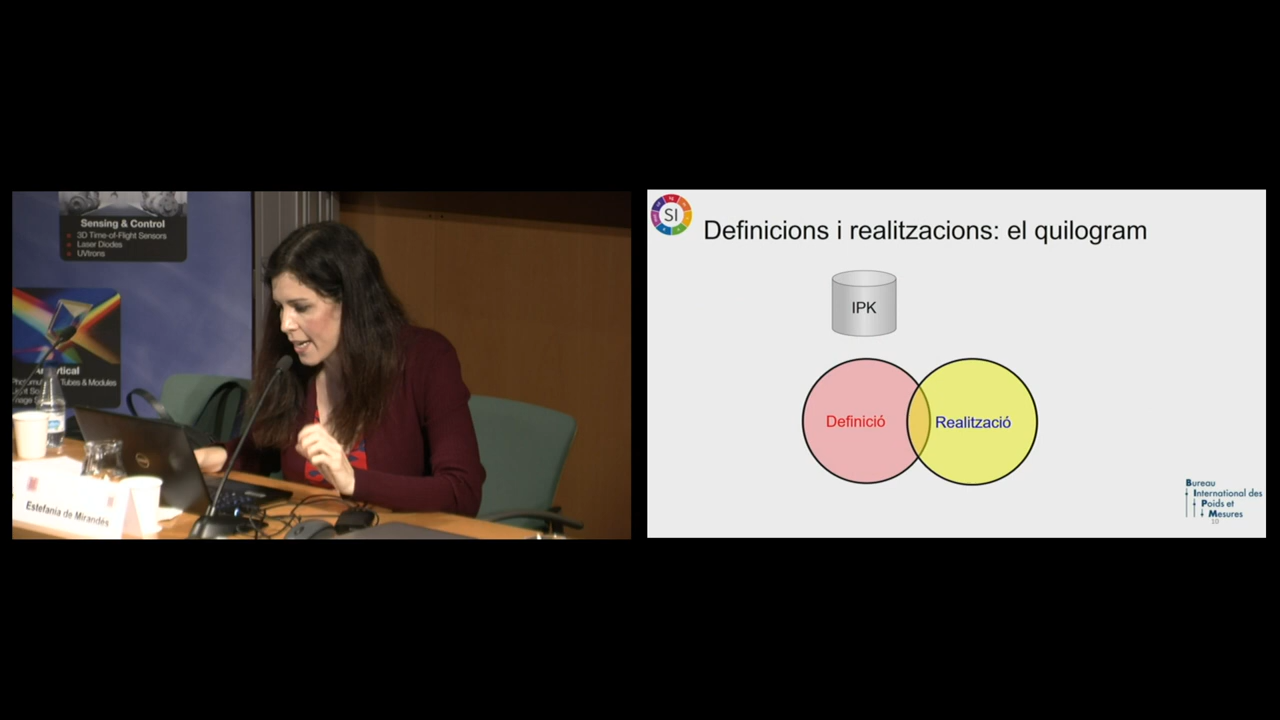 Sensing & Control
3D Time-of-Flight Sensors
Laser Diodes
UVtrons
Tubes & Modules
Estefanía de Mirandés
SI
Definicions i realitzacions: el quilogram
IPK
Definició
Realització
Bureau
International des
Poids et
Mesures
10